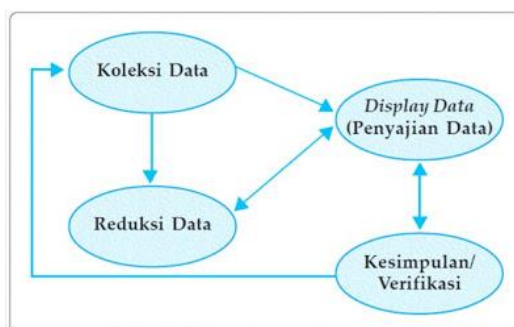 Koleksi Data
Display Data
(Penyajian Data)
Reduksi Data
Kesimpulan/
Verifikasi